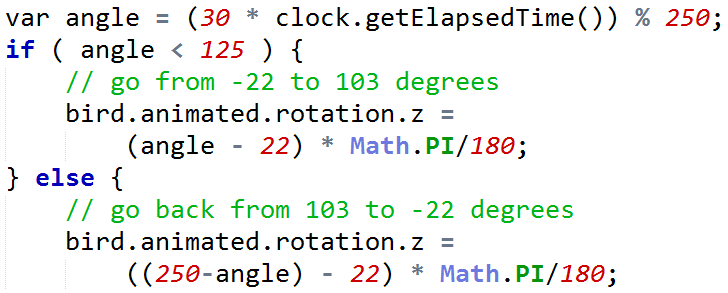 var angle = (30 * clock.getElapsedTime()) % 250;
if ( angle < 125 ) {
    // go from -22 to 103 degrees
    bird.animated.rotation.z =
        (angle - 22) * Math.PI/180;
} else {
    // go back from 103 to -22 degrees
    bird.animated.rotation.z =
        ((250-angle) - 22) * Math.PI/180;